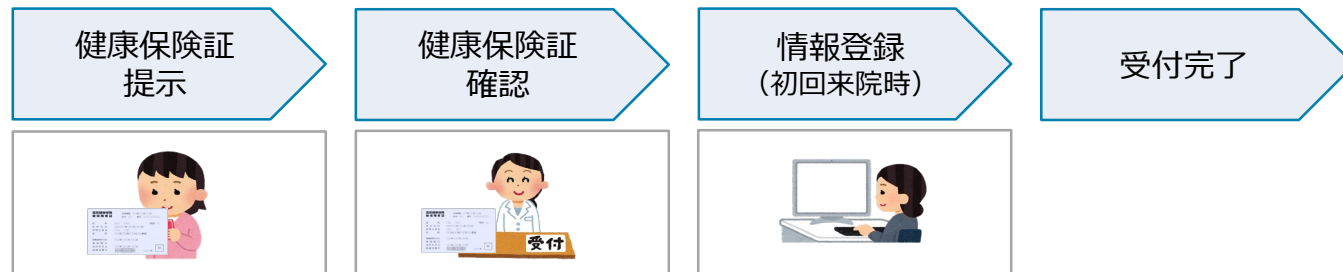 健康保険証
提示
健康保険証
確認
情報登録
（初回来院時）
受付完了
受付